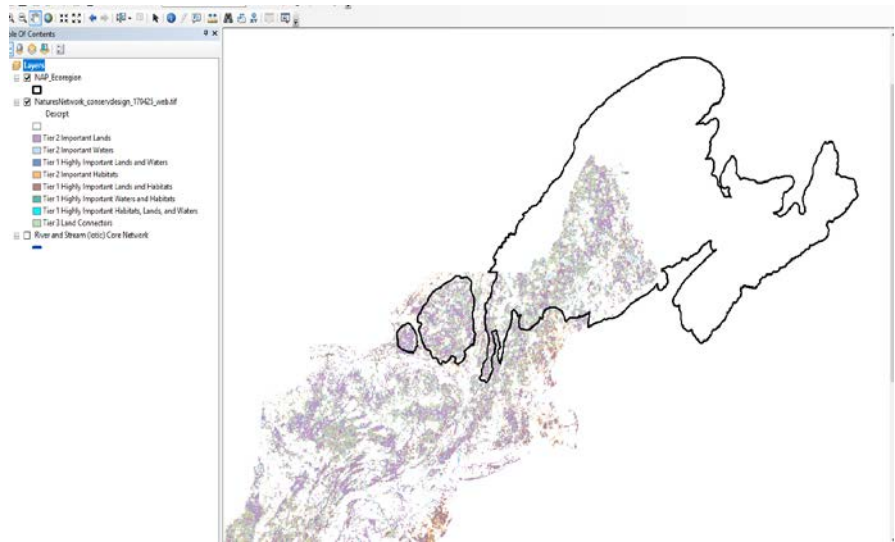 Table Of Contents
Layers
NAP_Ecoregion
NaturesNetwork_conservdesign_170423_web.tif
Descrpt
Tier 2 Important Lands
Tier 2 Important Waters
Tier 1 Highly Important Lands and Waters
Tier 2 Important Habitats
Tier 1 Highly Important Lands and Habitats
Tier 1 Highly Important Waters and Habitats
Tier 1 Highly Important Habitats, Lands, and Waters
Tier 3 Land Connectors
River and Stream (lotic) Core Network